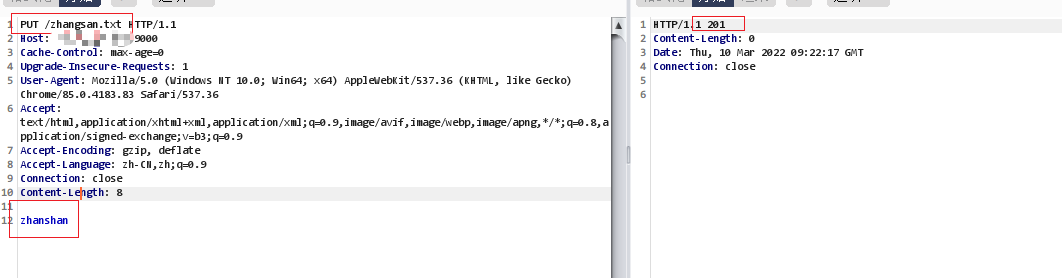 1 PUT /zhangsan.txt HTTP/1.1
2 Host: 9000
3 Cache-Control: max-age=0
4 Upgrade-Insecure-Requests: 1
5 User-Agent: Mozilla/5.0 (Windows NT 10.0; Win64; x64) AppleWebKit/537.36 (KHTML, like Gecko)
Chrome/85.0.4183.83 Safari/537.36
6 Accept:
text/html,application/xhtml+xml,application/xml;q=0.9,image/avif,image/webp,image/apng,*/*;q=0.8,a
pplication/signed-exchange;v=b3;q=0.9
7 Accept-Encoding: gzip, deflate
8 Accept-Language: zh-CN,zh;q=0.9
9 Connection: close
10 Content-Length: 8
11
12 zhanshan
1 HTTP/1.1 201
2 Content-Length: 0
3 Date: Thu, 10 Mar 2022 09:22:17 GMT
4 Connection: close
5
6